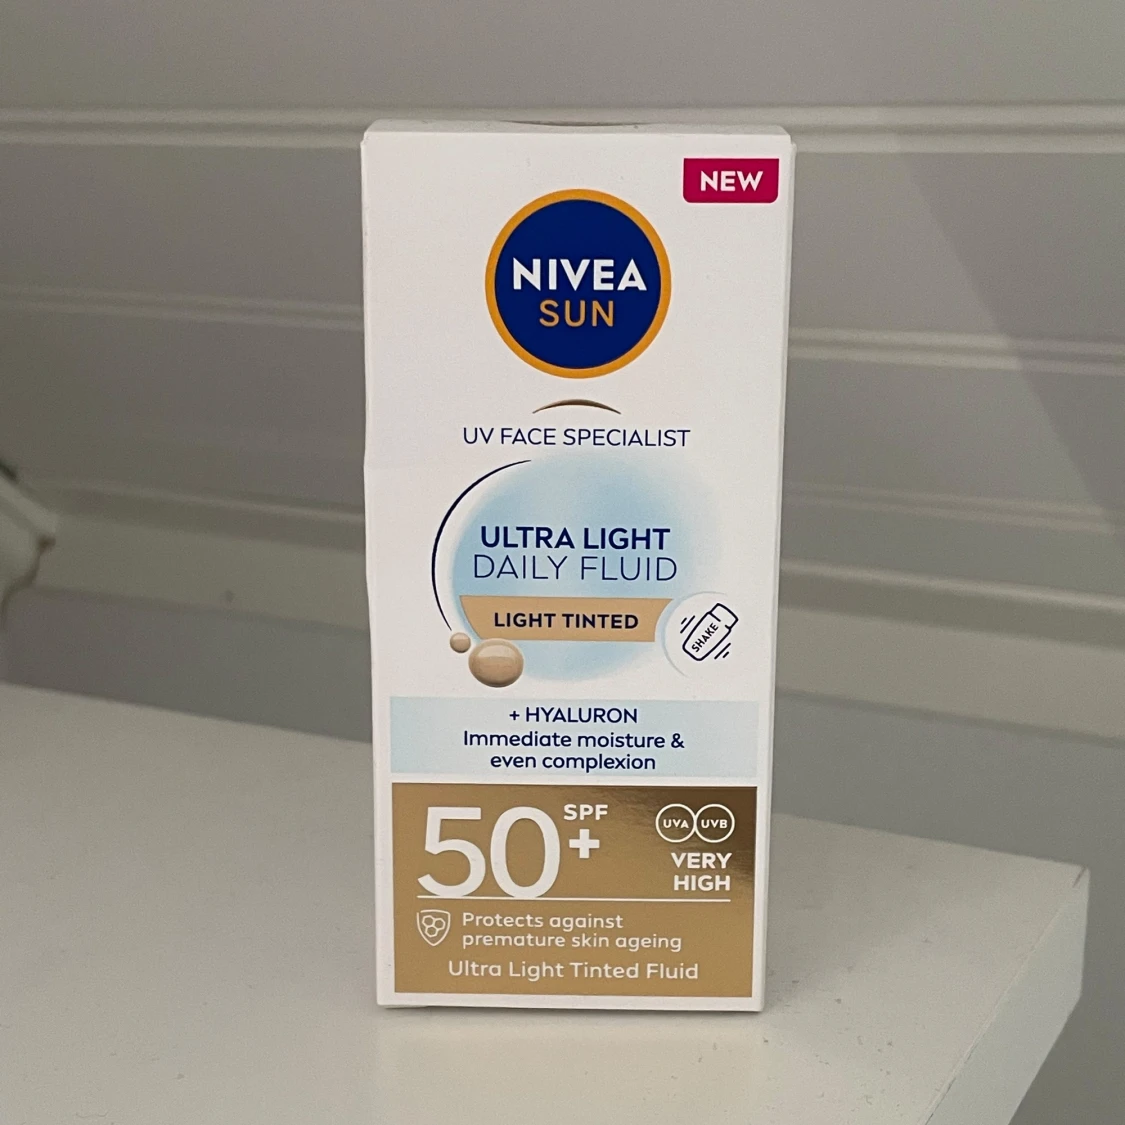 NEW
NIVEA
SUN
UV FACE SPECIALIST
ULTRA LIGHT
DAILY FLUID
LIGHT TINTED
SHAKE
+ HYALURON
Immediate moisture &
even complexion
50 SPF +
UVA UVB
VERY
HIGH
Protects against
premature skin ageing
Ultra Light Tinted Fluid